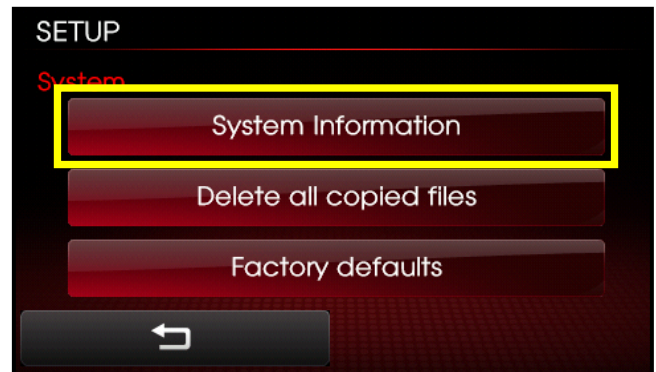 SETUP
System
System Information
Delete all copied files
Factory defaults